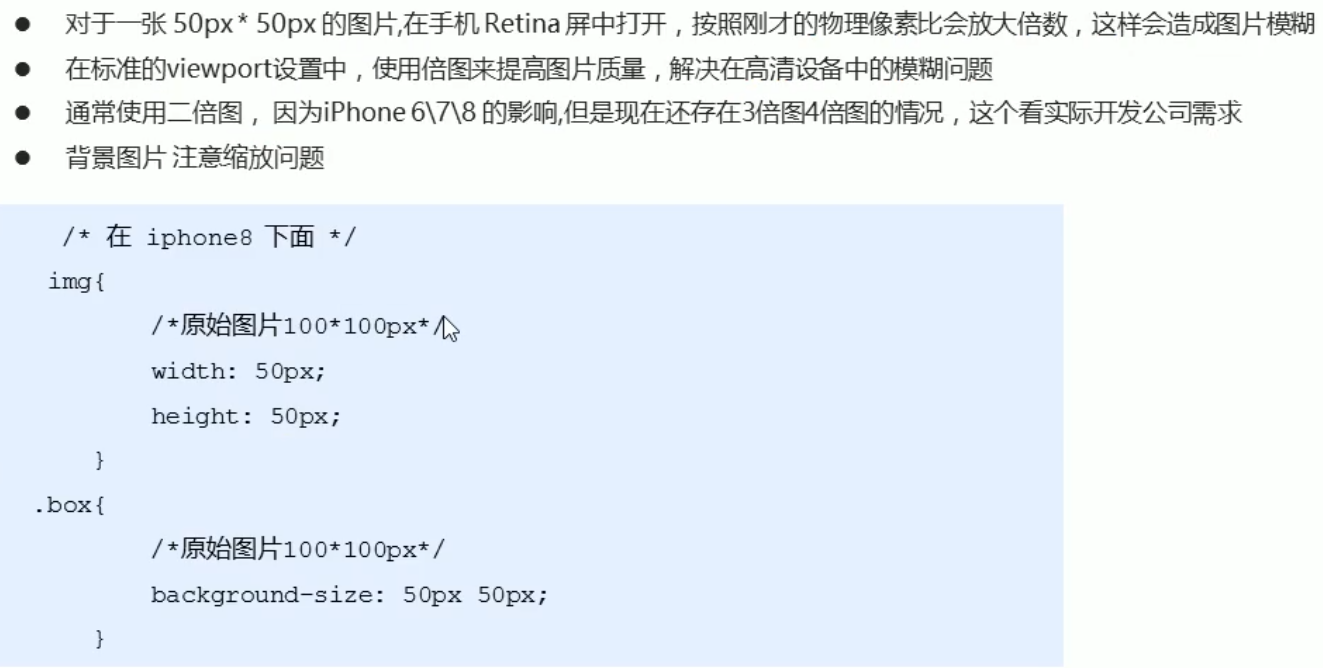 ● 对于一张 50px * 50px 的图片,在手机 Retina 屏中打开，按照刚才的物理像素比会放大倍数，这样会造成图片模糊
● 在标准的viewport设置中，使用倍图来提高图片质量，解决在高清设备中的模糊问题
● 通常使用二倍图， 因为iPhone 6\7\8 的影响,但是现在还存在3倍图4倍图的情况，这个看实际开发公司需求
● 背景图片 注意缩放问题
/* 在 iphone8 下面 */
img{
/*原始图片100*100px*/
width: 50px;
height: 50px;
}
.box{
/*原始图片100*100px*/
background-size: 50px 50px;
}